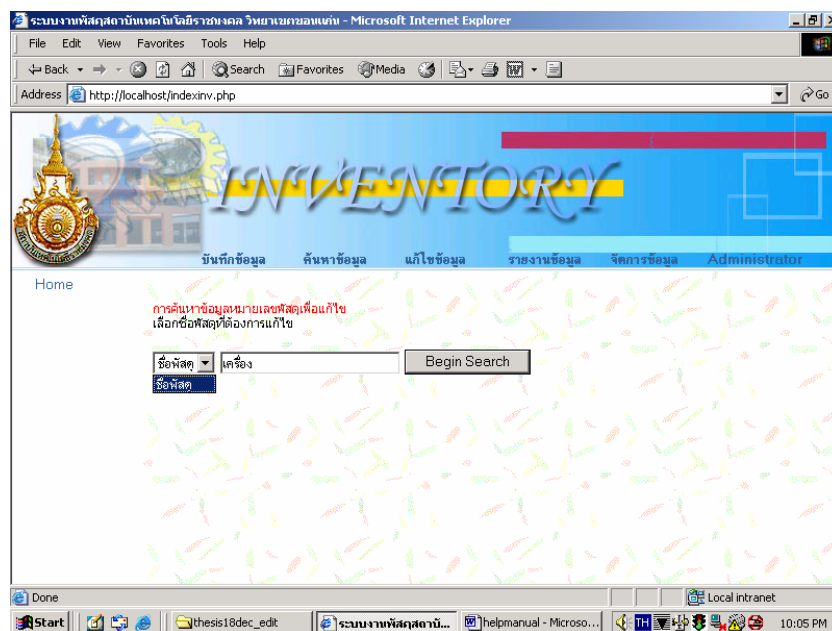 ระบบงานพัสดุสถาบันเทคโนโลยีราชมงคล วิทยาเขตขอนแก่น - Microsoft Internet Explorer
File Edit View Favorites Tools Help
Back Search Favorites Media
Address http://localhost/indexinv.php Go
INVENTORY
บันทึกข้อมูล ค้นหาข้อมูล แก้ไขข้อมูล รายงานข้อมูล จัดการข้อมูล Administrator
Home
การค้นหาข้อมูลหมายเลขพัสดุเพื่อแก้ไข
เลือกชื่อพัสดุที่ต้องการแก้ไข
ชื่อพัสดุ เครื่อง Begin Search
ชื่อพัสดุ
Done Local intranet
Start thesis18dec_edit ระบบงานพัสดุสถาบั... helpmanual - Microso... TH 10:05 PM